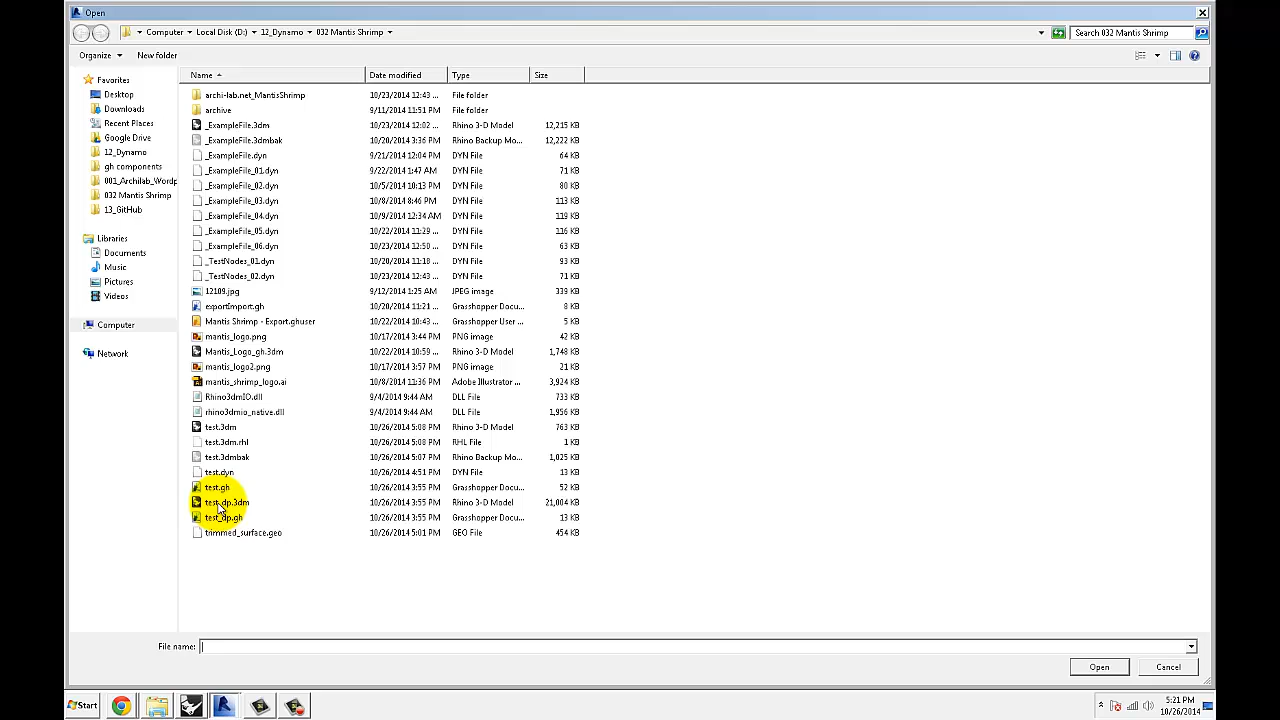 Open
Computer Local Disk (D:) 12_Dynamo 032 Mantis Shrimp Search 032 Mantis Shrimp
Organize New folder
Name Date modified Type Size
Favorites
Desktop
Downloads
Recent Places
Google Drive
12_Dynamo
gh components
001_Archilab_Wordp
032 Mantis Shrimp
13_GitHub
Libraries
Documents
Music
Pictures
Videos
Computer
Network
archi-lab.net_MantisShrimp 10/23/2014 12:43 ... File folder
archive 9/11/2014 11:51 PM File folder
_ExampleFile.3dm 10/23/2014 12:02 ... Rhino 3-D Model 12,215 KB
_ExampleFile.3dmbak 10/20/2014 3:36 PM Rhino Backup Mo... 12,222 KB
_ExampleFile.dyn 9/21/2014 12:04 PM DYN File 64 KB
_ExampleFile_01.dyn 9/22/2014 1:47 AM DYN File 71 KB
_ExampleFile_02.dyn 10/5/2014 10:13 PM DYN File 80 KB
_ExampleFile_03.dyn 10/8/2014 8:46 PM DYN File 113 KB
_ExampleFile_04.dyn 10/9/2014 12:34 AM DYN File 119 KB
_ExampleFile_05.dyn 10/22/2014 11:29 ... DYN File 116 KB
_ExampleFile_06.dyn 10/23/2014 12:50 ... DYN File 63 KB
_TestNodes_01.dyn 10/20/2014 11:18 ... DYN File 93 KB
_TestNodes_02.dyn 10/23/2014 12:43 ... DYN File 71 KB
12109.jpg 9/12/2014 1:25 AM JPEG image 339 KB
exportImport.gh 10/20/2014 11:21 ... Grasshopper Docu... 8 KB
Mantis Shrimp - Export.ghuser 10/22/2014 10:43 ... Grasshopper User ... 5 KB
mantis_logo.png 10/17/2014 3:44 PM PNG image 42 KB
Mantis_Logo_gh.3dm 10/22/2014 10:59 ... Rhino 3-D Model 1,748 KB
mantis_logo2.png 10/17/2014 3:57 PM PNG image 21 KB
mantis_shrimp_logo.ai 10/8/2014 11:36 PM Adobe Illustrator ... 3,924 KB
Rhino3dmIO.dll 9/4/2014 9:44 AM DLL File 733 KB
rhino3dmio_native.dll 9/4/2014 9:44 AM DLL File 1,956 KB
test.3dm 10/26/2014 5:08 PM Rhino 3-D Model 763 KB
test.3dm.rhl 10/26/2014 5:08 PM RHL File 1 KB
test.3dmbak 10/26/2014 5:08 PM Rhino Backup Mo... 1,025 KB
test.dyn 10/26/2014 4:51 PM DYN File 13 KB
test.gh 10/26/2014 3:55 PM Grasshopper Docu... 52 KB
test_dp.3dm 10/26/2014 3:55 PM Rhino 3-D Model 21,004 KB
test_dp.gh 10/26/2014 3:55 PM Grasshopper Docu... 13 KB
trimmed_surface.geo 10/26/2014 5:01 PM GEO File 454 KB
File name:
Open Cancel
Start 5:21 PM
10/26/2014